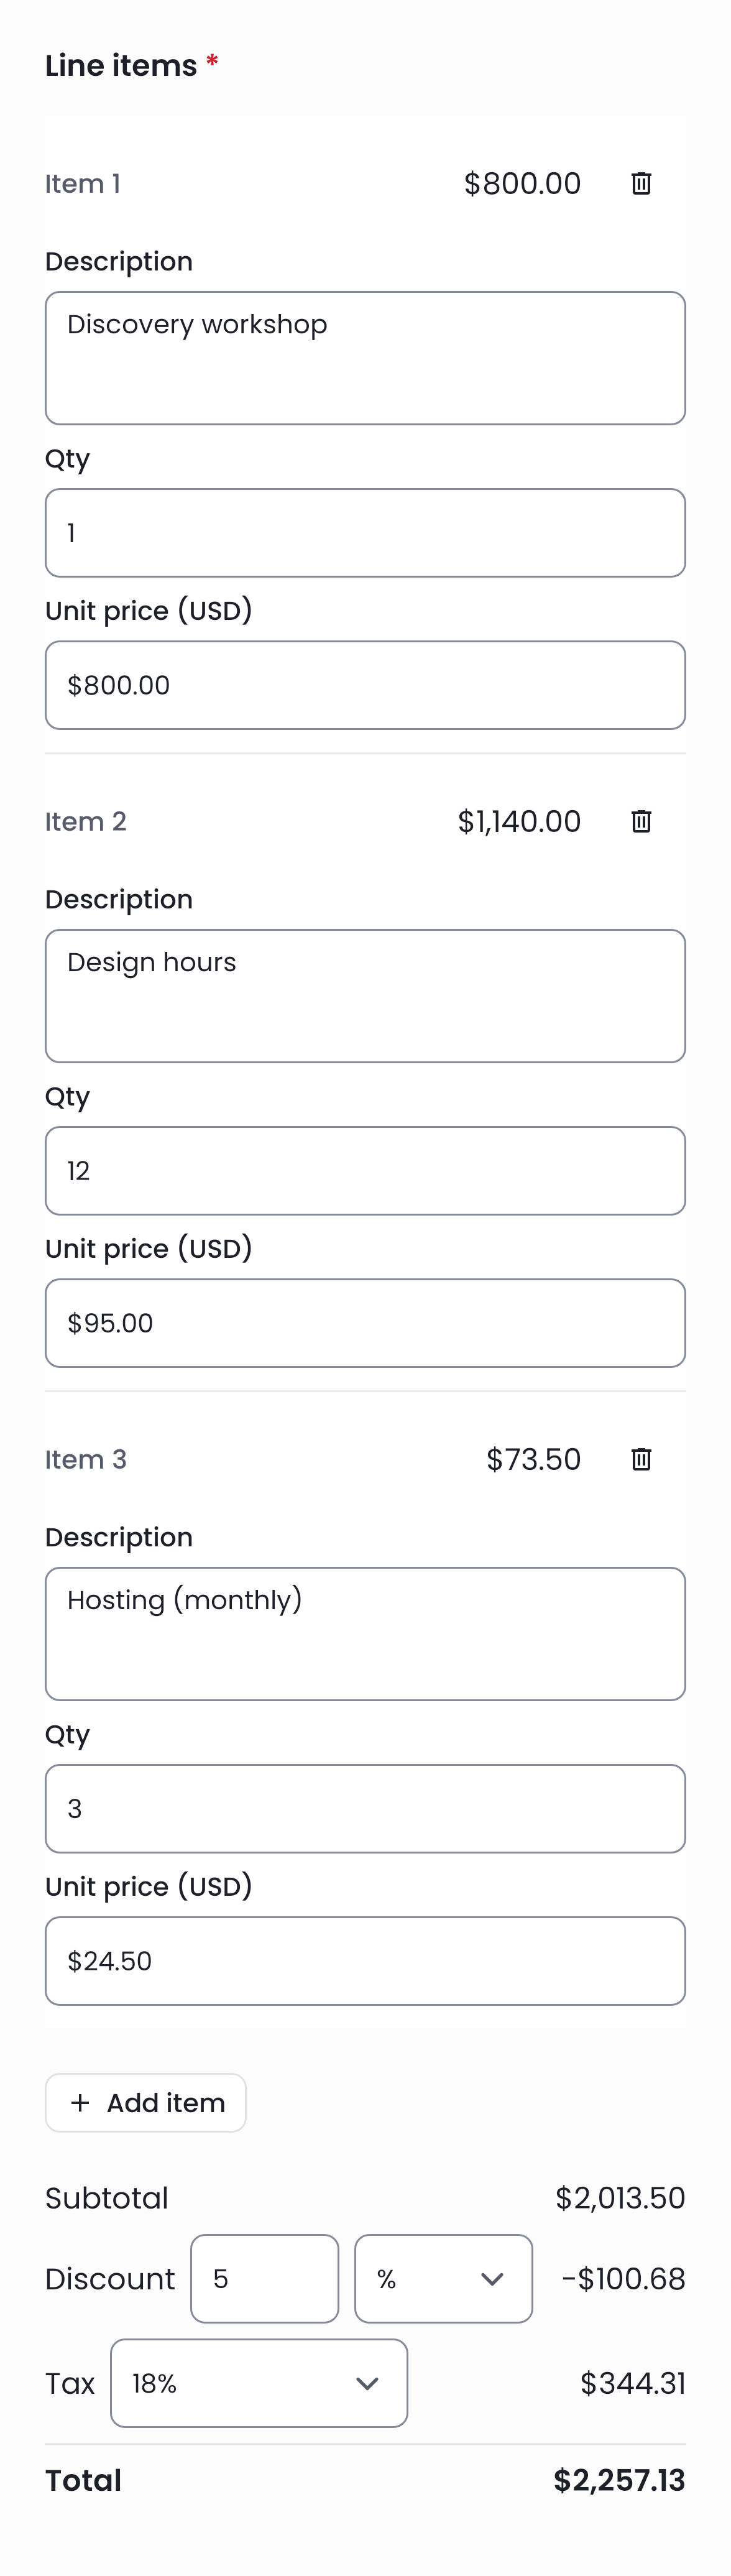 Line items *
Item 1 $800.00
Description
Discovery workshop
Qty
1
Unit price (USD)
$800.00
Item 2 $1,140.00
Description
Design hours
Qty
12
Unit price (USD)
$95.00
Item 3 $73.50
Description
Hosting (monthly)
Qty
3
Unit price (USD)
$24.50
+ Add item
Subtotal $2,013.50
Discount 5 % -$100.68
Tax 18% $344.31
Total $2,257.13